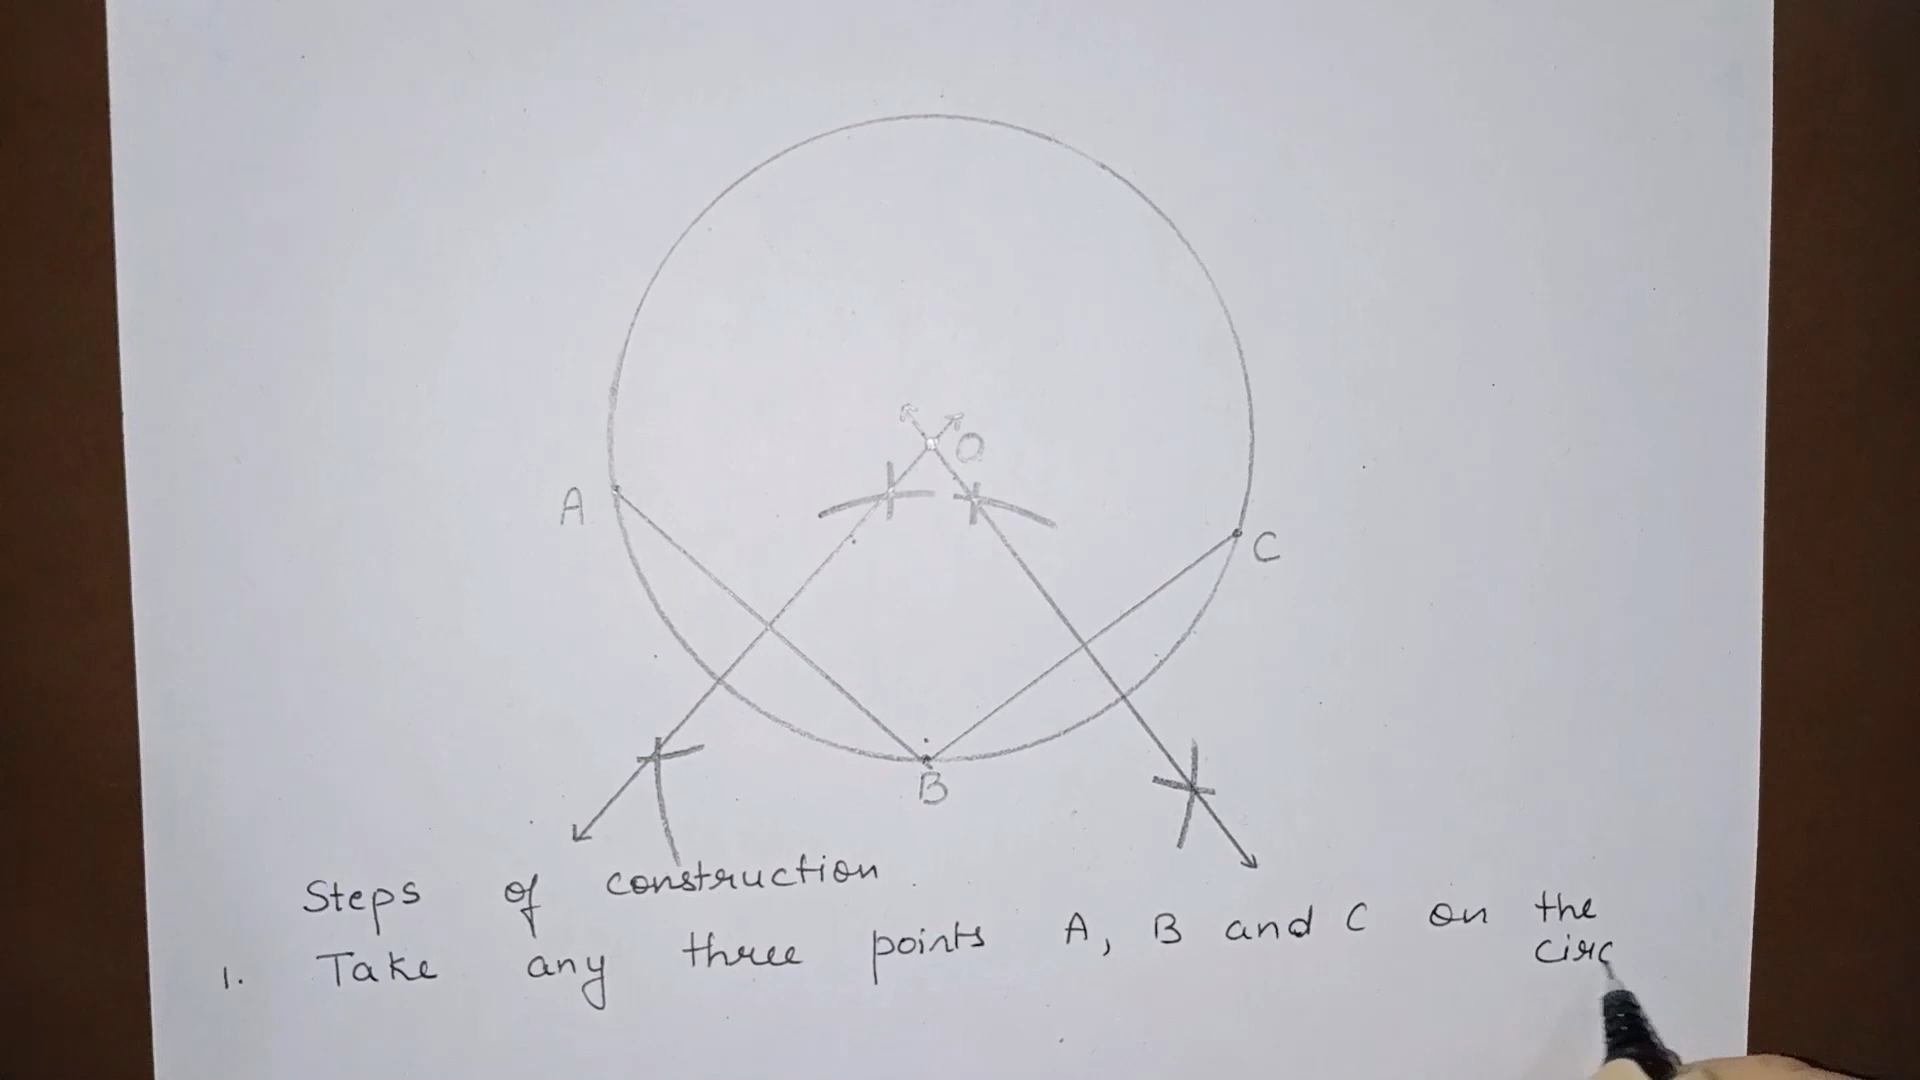 O
A
C
B
Steps of construction
1. Take any three points A, B and C on the
circ